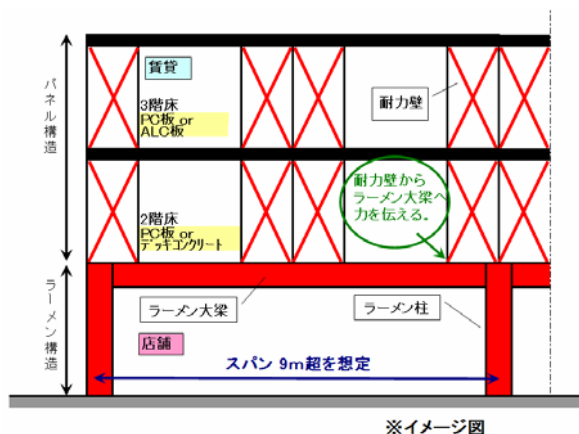 賃貸
3階床
PC板 or
ALC板
耐力壁
パネル構造
2階床
PC板 or
デッキコンクリート
耐力壁から
ラーメン大梁へ
力を伝える。
ラーメン大梁
ラーメン柱
ラーメン構造
店舗
スパン 9m超を想定
※イメージ図